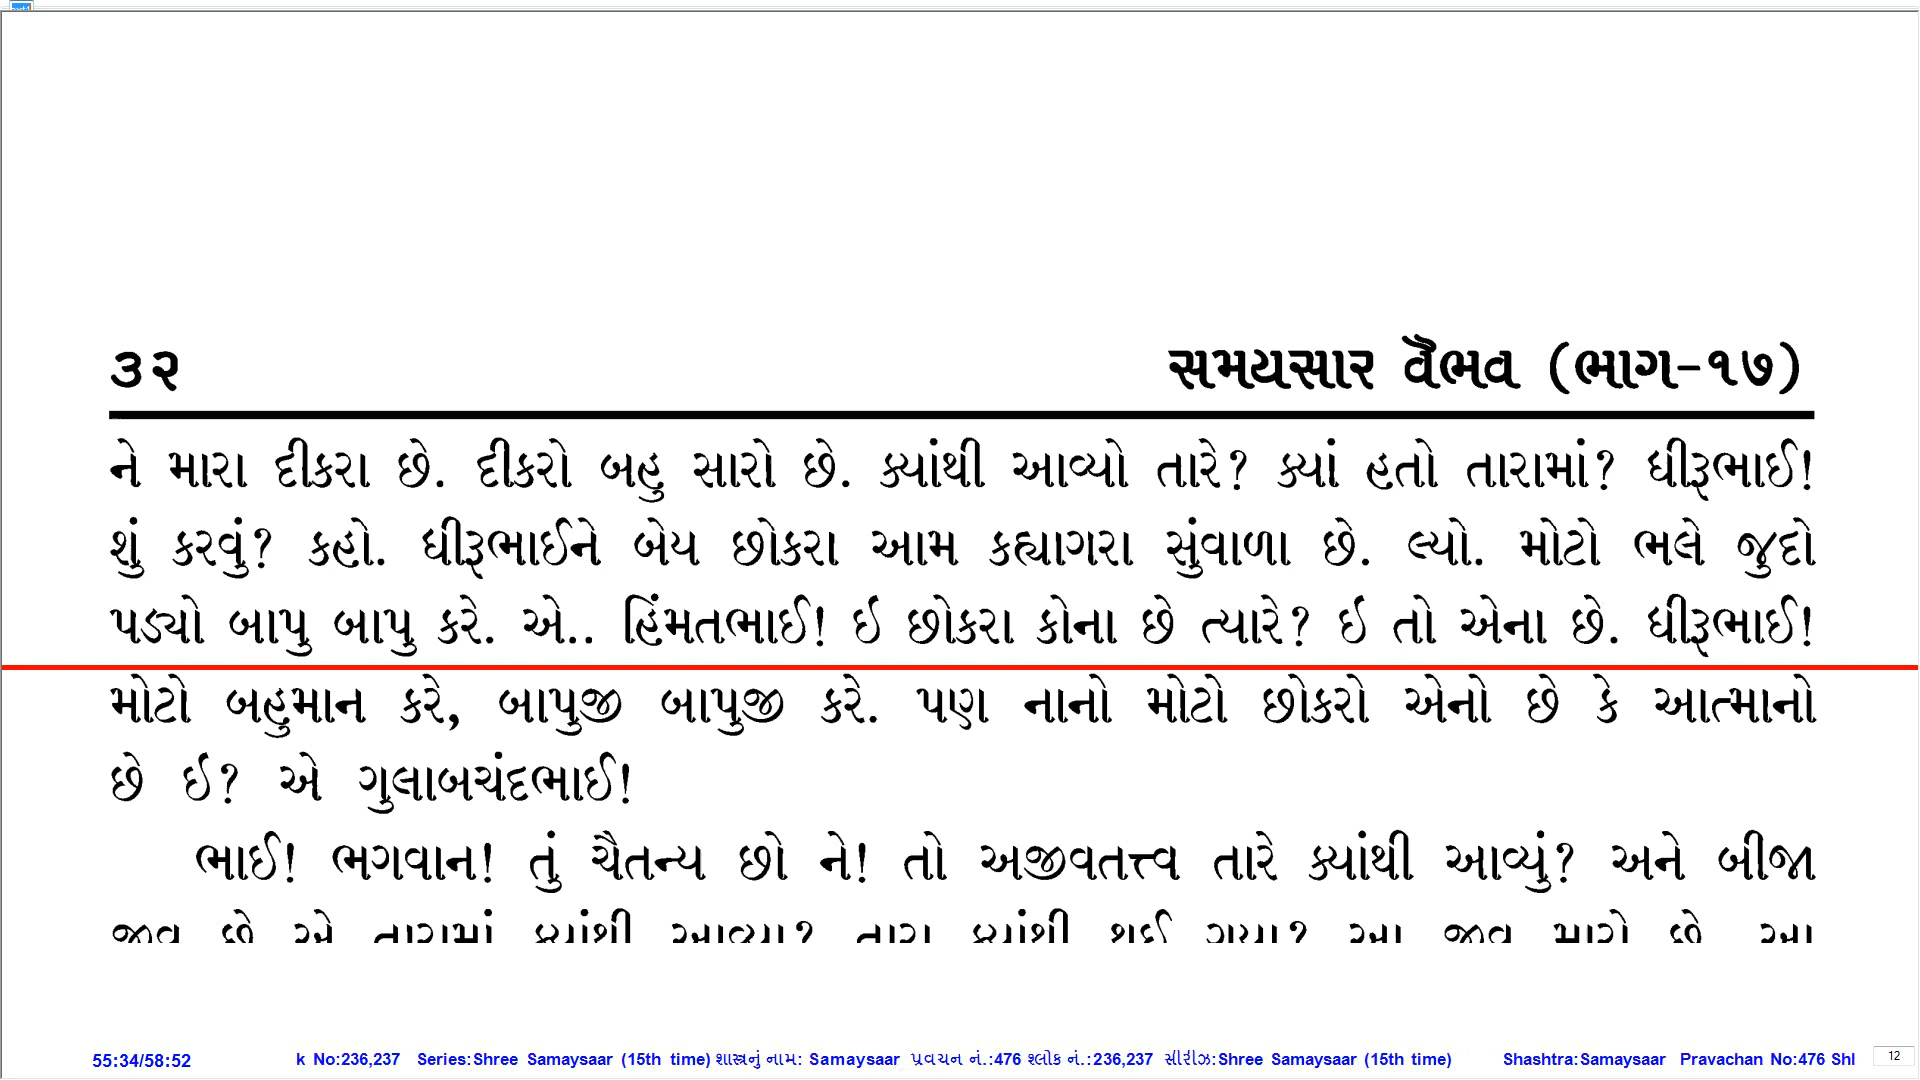 ૩૨ સમયસાર વૈભવ (ભાગ-૧૭)
ને મારા દીકરા છે. દીકરો બહુ સારો છે. ક્યાંથી આવ્યો તારે? ક્યાં હતો તારામાં? ધીરૂભાઈ!
શું કરવું? કહો. ધીરૂભાઈને બેય છોકરા આમ કહ્યાગરા સુંવાળા છે. લ્યો. મોટો ભલે જુદો
પડ્યો બાપુ બાપુ કરે. એ.. હિંમતભાઈ! ઈ છોકરા કોના છે ત્યારે? ઈ તો એના છે. ધીરૂભાઈ!
મોટો બહુમાન કરે, બાપુજી બાપુજી કરે. પણ નાનો મોટો છોકરો એનો છે કે આત્માનો
છે ઈ? એ ગુલાબચંદભાઈ!
ભાઈ! ભગવાન! તું ચૈતન્ય છો ને! તો અજીવતત્ત્વ તારે ક્યાંથી આવ્યું? અને બીજા
જીવ છે એ તારામાં ક્યાંથી આવ્યા? તારા ક્યાંથી થઈ ગયા? આ જીવ મારો છે, આ
55:34/58:52 k No:236,237 Series:Shree Samaysaar (15th time) શાસ્ત્રનું નામ: Samaysaar પ્રવચન નં.:476 શ્લોક નં.:236,237 સીરીઝ:Shree Samaysaar (15th time) Shashtra:Samaysaar Pravachan No:476 Shl 12